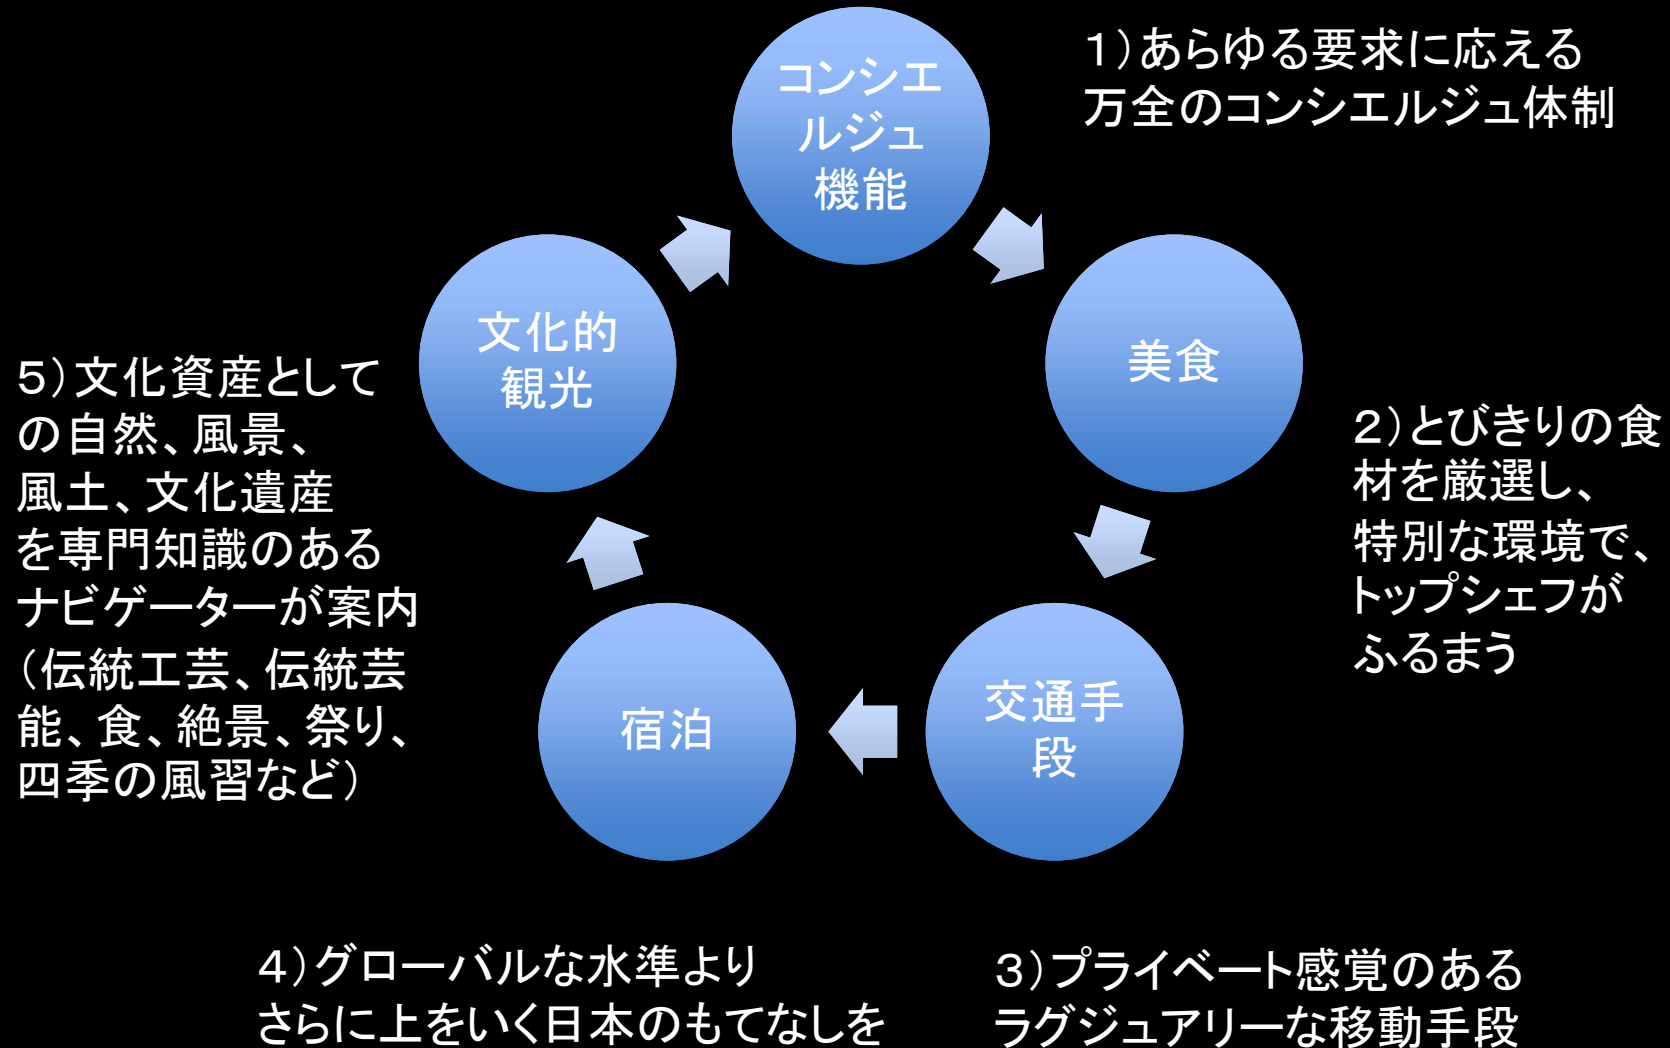 コンシエ
ルジュ
機能
1)あらゆる要求に応える
万全のコンシエルジュ体制
美食
2)とびきりの食
材を厳選し、
特別な環境で、
トップシェフが
ふるまう
交通手
段
3)プライベート感覚のある
ラグジュアリーな移動手段
宿泊
4)グローバルな水準より
さらに上をいく日本のもてなしを
文化的
観光
5)文化資産として
の自然、風景、
風土、文化遺産
を専門知識のある
ナビゲーターが案内
(伝統工芸、伝統芸
能、食、絶景、祭り、
四季の風習など)